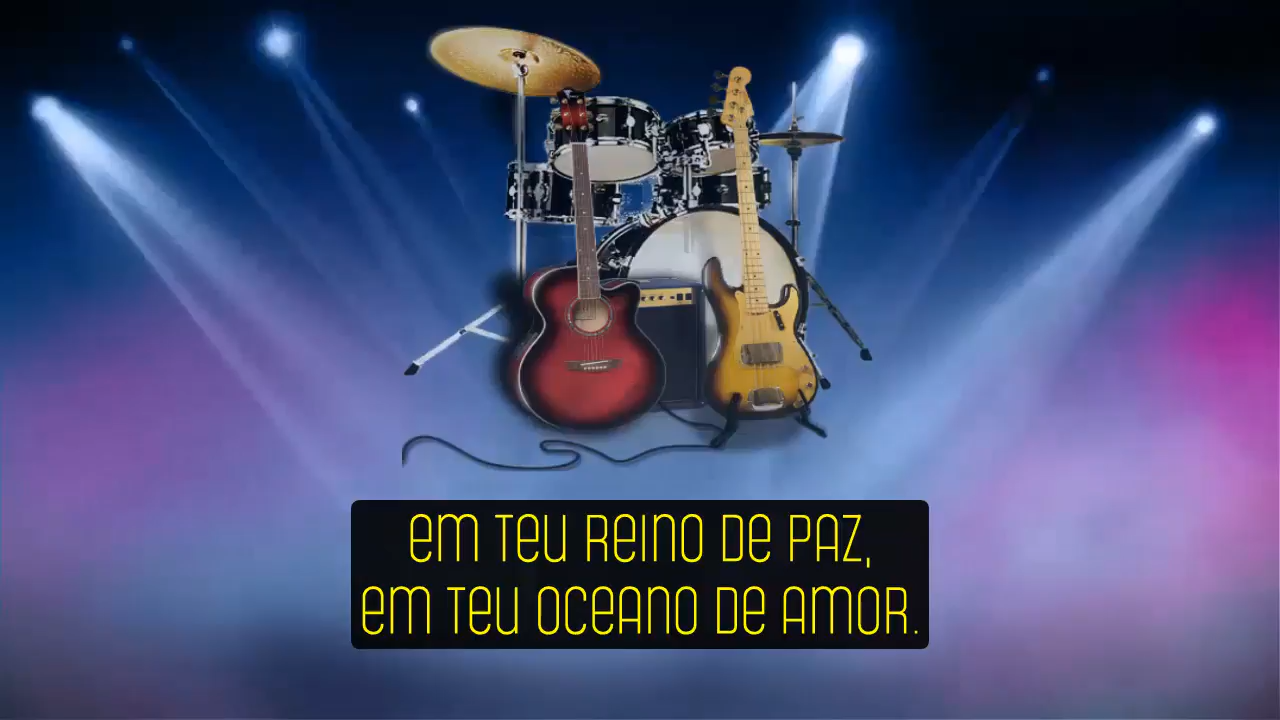 em teu reino de paz,
em teu oceano de amor.